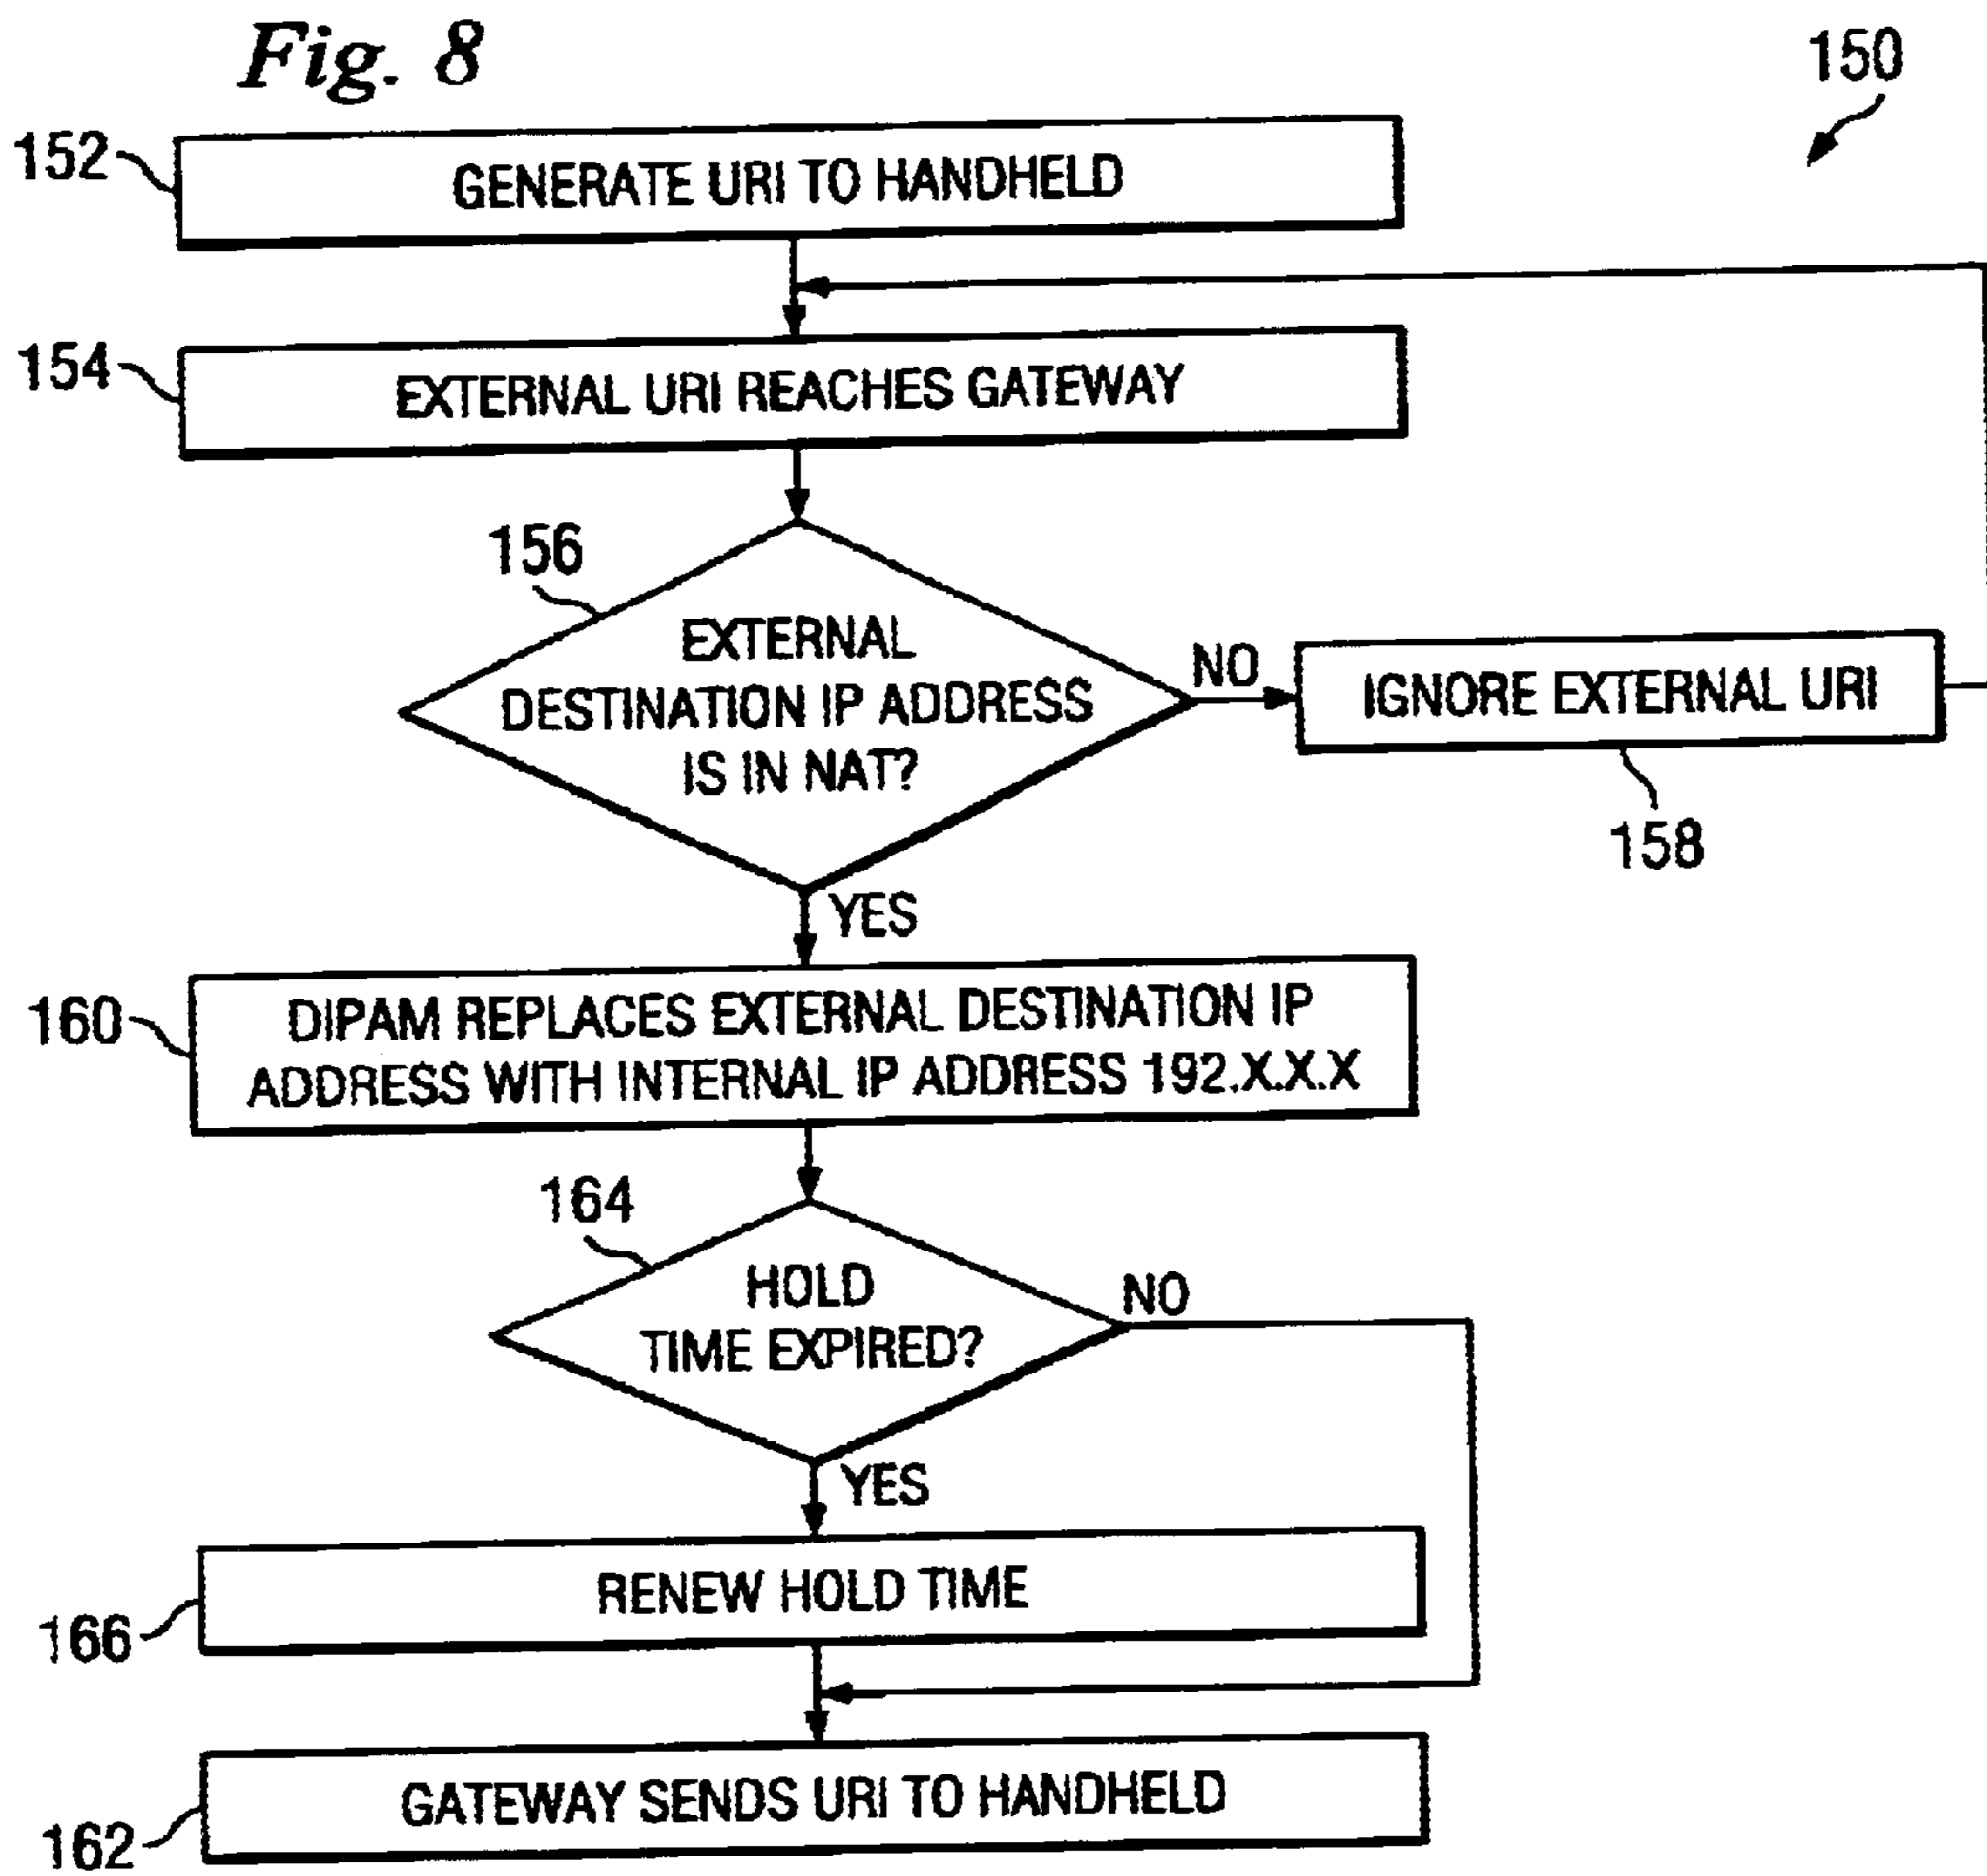 Fig. 8
150
152
GENERATE URI TO HANDHELD
154
EXTERNAL URI REACHES GATEWAY
156
EXTERNAL
DESTINATION IP ADDRESS
IS IN NAT?
NO
IGNORE EXTERNAL URI
158
YES
160
DIPAM REPLACES EXTERNAL DESTINATION IP
ADDRESS WITH INTERNAL IP ADDRESS 192.X.X.X
164
HOLD
TIME EXPIRED?
NO
YES
RENEW HOLD TIME
166
GATEWAY SENDS URI TO HANDHELD
162